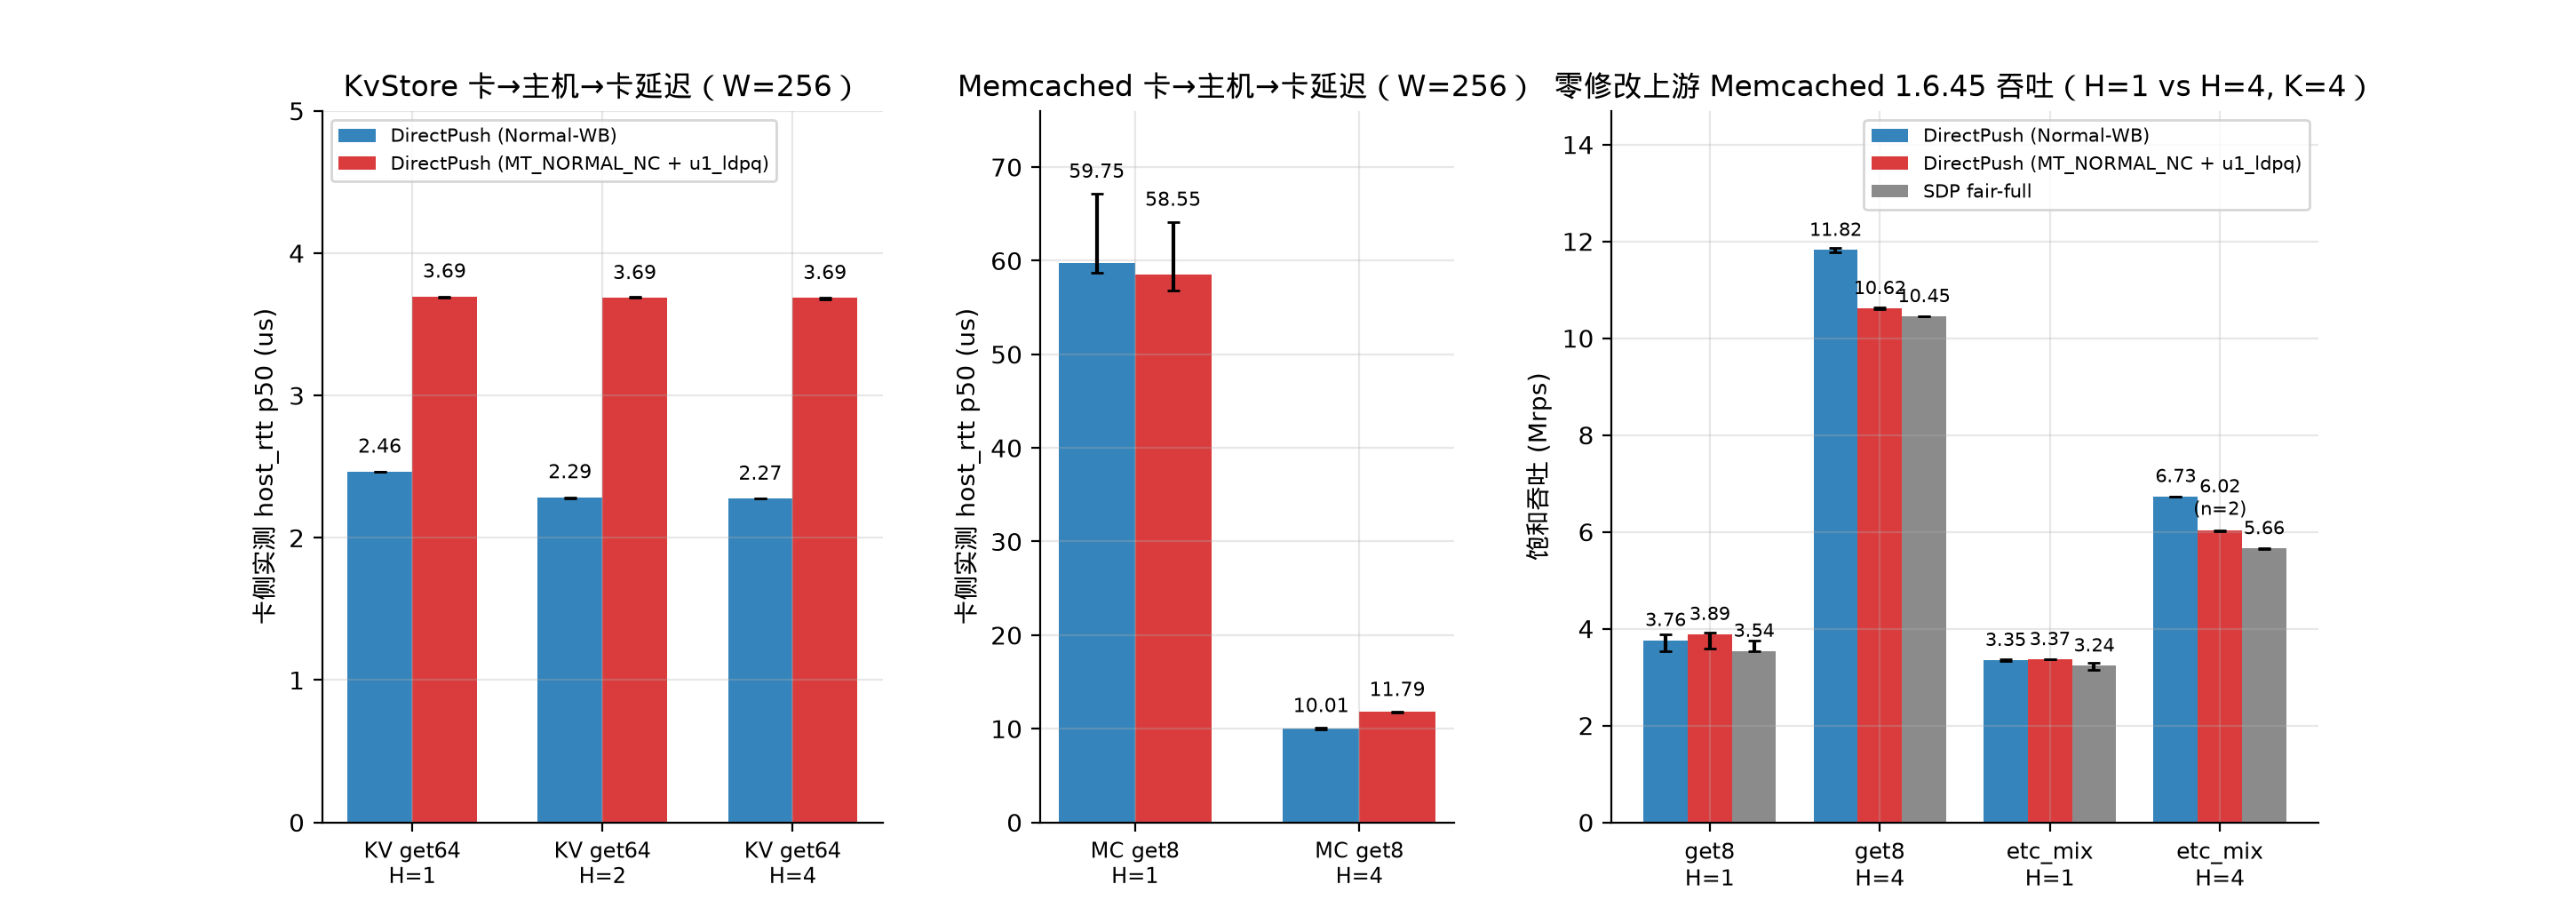 KvStore 卡→主机→卡延迟（W=256）
卡侧实测 host_rtt p50 (us)
5
4
3
2
1
0
DirectPush (Normal-WB)
DirectPush (MT_NORMAL_NC + u1_ldpq)
2.46
3.69
2.29
3.69
2.27
3.69
KV get64
H=1
KV get64
H=2
KV get64
H=4
Memcached 卡→主机→卡延迟（W=256）
卡侧实测 host_rtt p50 (us)
70
60
50
40
30
20
10
0
59.75
58.55
10.01
11.79
MC get8
H=1
MC get8
H=4
零修改上游 Memcached 1.6.45 吞吐（H=1 vs H=4, K=4）
饱和吞吐 (Mrps)
14
12
10
8
6
4
2
0
DirectPush (Normal-WB)
DirectPush (MT_NORMAL_NC + u1_ldpq)
SDP fair-full
3.76
3.89
3.54
11.82
10.62
10.45
3.35
3.37
3.24
6.73
6.02
(n=2)
5.66
get8
H=1
get8
H=4
etc_mix
H=1
etc_mix
H=4